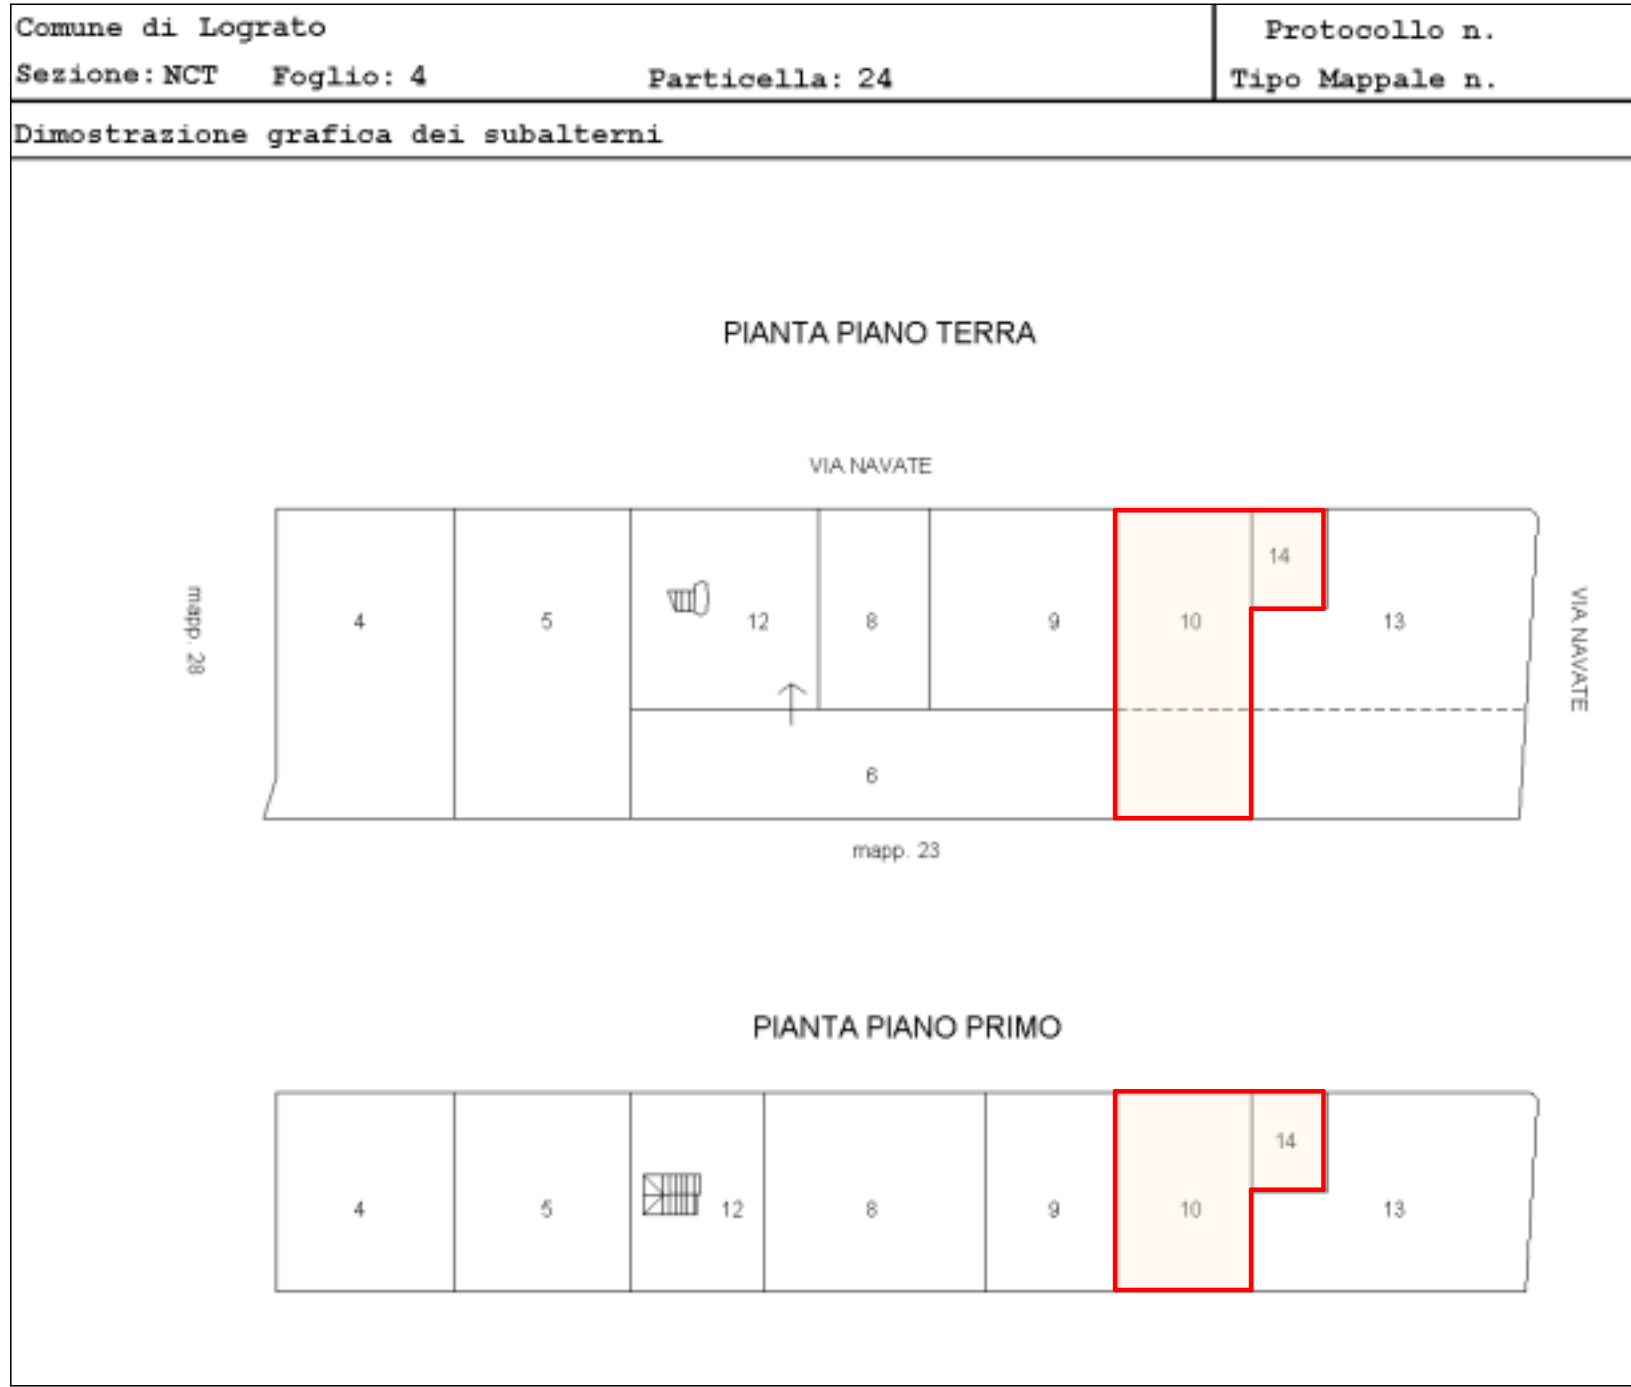 Comune di Lograto
Protocollo n.
Sezione: NCT Foglio: 4 Particella: 24
Tipo Mappale n.
Dimostrazione grafica dei subalterni
PIANTA PIANO TERRA
VIA NAVATE
14
mapp. 28
4 5 12 8 9 10 13
VIA NAVATE
6
mapp. 23
PIANTA PIANO PRIMO
14
4 5 12 8 9 10 13